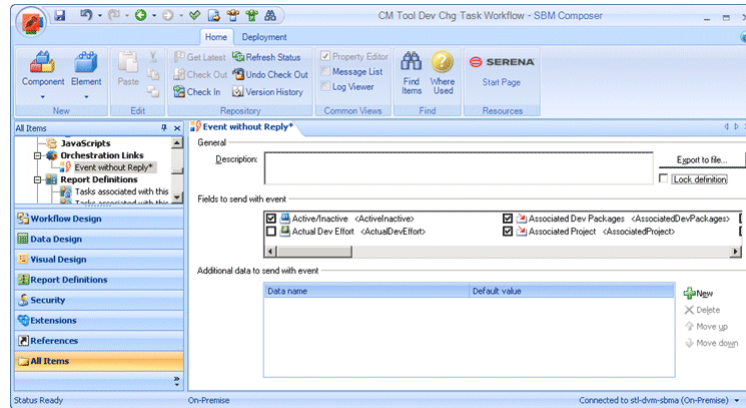 CM Tool Dev Chg Task Workflow - SBM Composer
Home Deployment
Component Element Paste
Get Latest Refresh Status
Check Out Undo Check Out
Check In Version History
Property Editor
Message List
Log Viewer
Find Items Where Used
SERENA
Start Page
New Edit Repository Common Views Find Resources
All Items
JavaScripts
Orchestration Links
Event without Reply*
Report Definitions
Tasks associated with this
Tasks associated with this
Workflow Design
Data Design
Visual Design
Report Definitions
Security
Extensions
References
All Items
Event without Reply*
General
Description:
Export to file...
Lock definition
Fields to send with event
Active/Inactive <ActiveInactive> Associated Dev Packages <AssociatedDevPackages>
Actual Dev Effort <ActualDevEffort> Associated Project <AssociatedProject>
Additional data to send with event
Data name Default value
New
Delete
Move up
Move down
Status Ready On-Premise Connected to stl-dvm-sbma (On-Premise)